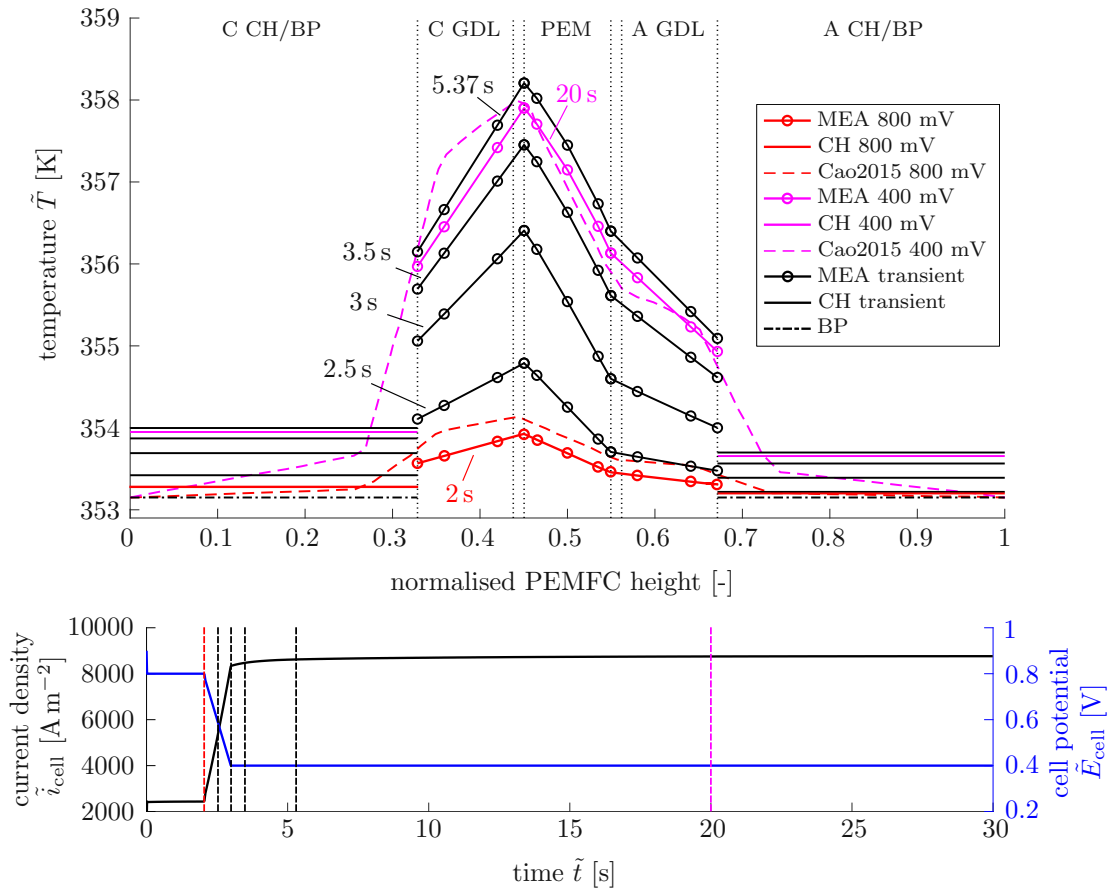 C CH/BP C GDL PEM A GDL A CH/BP
359
358
357
356
355
354
353
temperature T̃ [K]
5.37 s
20 s
3.5 s
3 s
2.5 s
2 s
MEA 800 mV
CH 800 mV
Cao2015 800 mV
MEA 400 mV
CH 400 mV
Cao2015 400 mV
MEA transient
CH transient
BP
0 0.1 0.2 0.3 0.4 0.5 0.6 0.7 0.8 0.9 1
normalised PEMFC height [-]
10000
8000
6000
4000
2000
current density
ĩcell [A m−2]
1
0.8
0.6
0.4
0.2
cell potential
Ẽcell [V]
0 5 10 15 20 25 30
time t̃ [s]